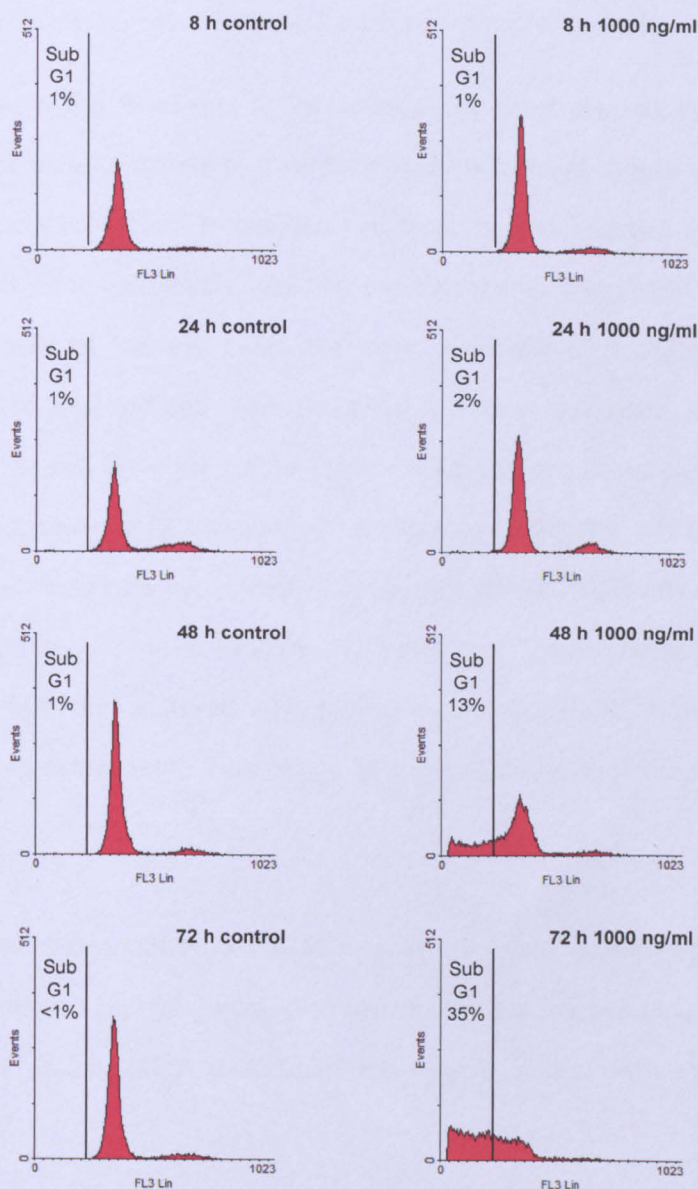 8 h control
512
Sub
G1
1%
Events
0
0
1023
FL3 Lin
8 h 1000 ng/ml
512
Sub
G1
1%
Events
0
0
1023
FL3 Lin
24 h control
512
Sub
G1
1%
Events
0
0
1023
FL3 Lin
24 h 1000 ng/ml
512
Sub
G1
2%
Events
0
0
1023
FL3 Lin
48 h control
512
Sub
G1
1%
Events
0
0
1023
FL3 Lin
48 h 1000 ng/ml
512
Sub
G1
13%
Events
0
0
1023
FL3 Lin
72 h control
512
Sub
G1
<1%
Events
0
0
1023
FL3 Lin
72 h 1000 ng/ml
512
Sub
G1
35%
Events
0
0
1023
FL3 Lin